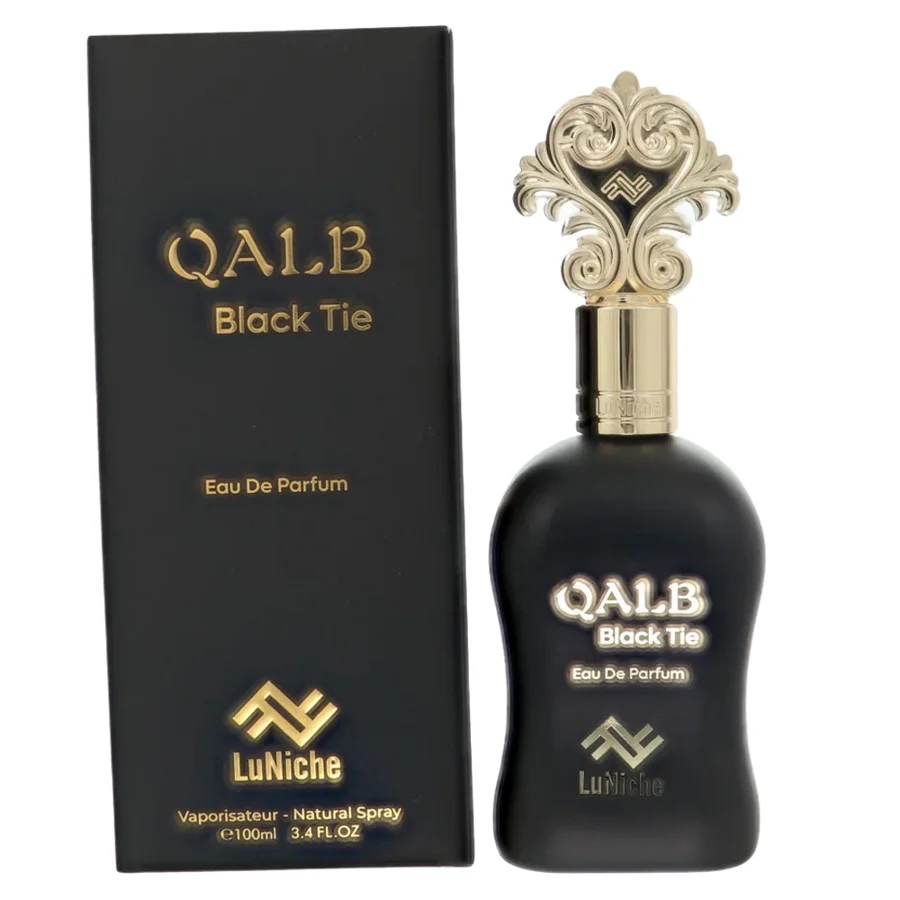 QALB
Black Tie
Eau De Parfum
LuNiche
Vaporisateur - Natural Spray
℮100ml 3.4 FL.OZ
LuNiche
QALB
Black Tie
Eau De Parfum
LuNiche